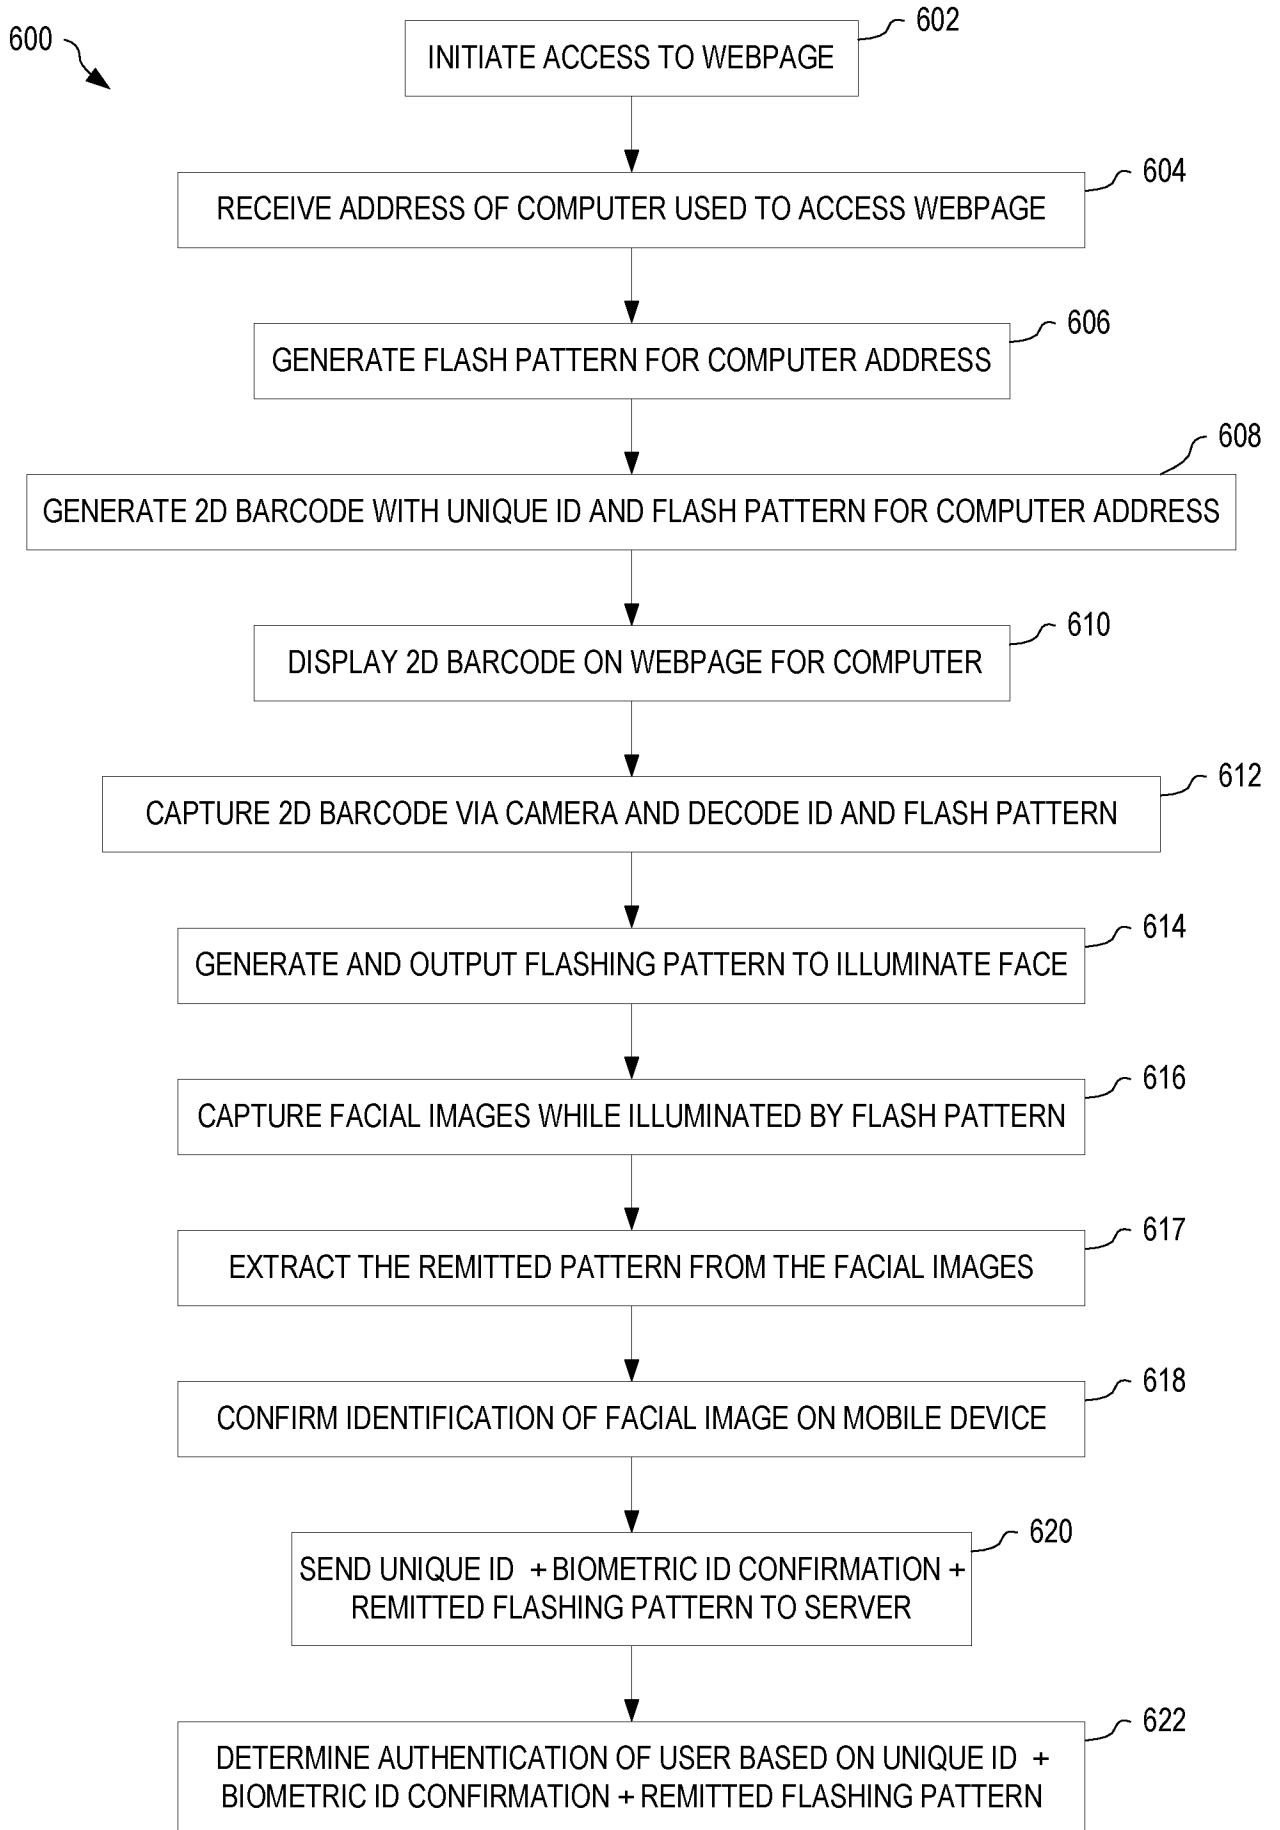 600
602
INITIATE ACCESS TO WEBPAGE
604
RECEIVE ADDRESS OF COMPUTER USED TO ACCESS WEBPAGE
606
GENERATE FLASH PATTERN FOR COMPUTER ADDRESS
608
GENERATE 2D BARCODE WITH UNIQUE ID AND FLASH PATTERN FOR COMPUTER ADDRESS
610
DISPLAY 2D BARCODE ON WEBPAGE FOR COMPUTER
612
CAPTURE 2D BARCODE VIA CAMERA AND DECODE ID AND FLASH PATTERN
614
GENERATE AND OUTPUT FLASHING PATTERN TO ILLUMINATE FACE
616
CAPTURE FACIAL IMAGES WHILE ILLUMINATED BY FLASH PATTERN
617
EXTRACT THE REMITTED PATTERN FROM THE FACIAL IMAGES
618
CONFIRM IDENTIFICATION OF FACIAL IMAGE ON MOBILE DEVICE
620
SEND UNIQUE ID + BIOMETRIC ID CONFIRMATION +
REMITTED FLASHING PATTERN TO SERVER
622
DETERMINE AUTHENTICATION OF USER BASED ON UNIQUE ID +
BIOMETRIC ID CONFIRMATION + REMITTED FLASHING PATTERN